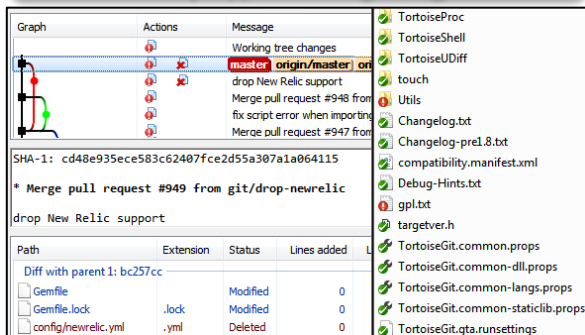 Graph Actions Message
Working tree changes
master origin/master ori
drop New Relic support
Merge pull request #948 from
fix script error when importing
Merge pull request #947 from
SHA-1: cd48e935ece583c62407fce2d55a307a1a064115
* Merge pull request #949 from git/drop-newrelic
drop New Relic support
Path Extension Status Lines added L
Diff with parent 1: bc257cc
Gemfile Modified 0
Gemfile.lock .lock Modified 0
config/newrelic.yml .yml Deleted 0
TortoiseProc
TortoiseShell
TortoiseUDiff
touch
Utils
Changelog.txt
Changelog-pre1.8.txt
compatibility.manifest.xml
Debug-Hints.txt
gpl.txt
targetver.h
TortoiseGit.common.props
TortoiseGit.common-dll.props
TortoiseGit.common-langs.props
TortoiseGit.common-staticlib.props
TortoiseGit.gta.runsettings